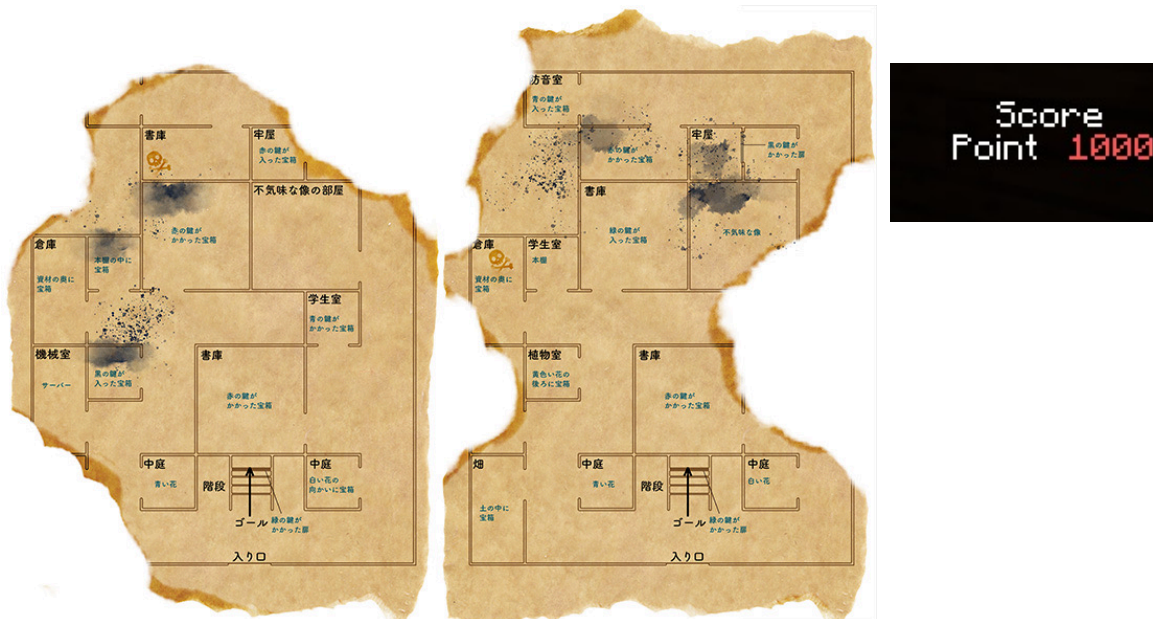 書庫
牢屋
赤の鍵が
入った宝箱
不気味な像の部屋
赤の鍵が
かかった宝箱
倉庫
本棚の中に
宝箱
資材の奥に
宝箱
学生室
青の鍵が
かかった宝箱
機械室
サーバー
黒の鍵が
入った宝箱
書庫
赤の鍵が
かかった宝箱
中庭
青い花
階段
中庭
白い花の
向かいに宝箱
ゴール
緑の鍵が
かかった扉
入り口
防音室
青の鍵が
入った宝箱
赤の鍵が
かかった宝箱
牢屋
黒の鍵が
かかった扉
書庫
緑の鍵が
入った宝箱
不気味な像
倉庫
資材の奥に
宝箱
学生室
本棚
植物室
黄色い花の
後ろに宝箱
書庫
赤の鍵が
かかった宝箱
畑
土の中に
宝箱
中庭
青い花
階段
中庭
白い花
ゴール
緑の鍵が
かかった扉
入り口
Score
Point 1000